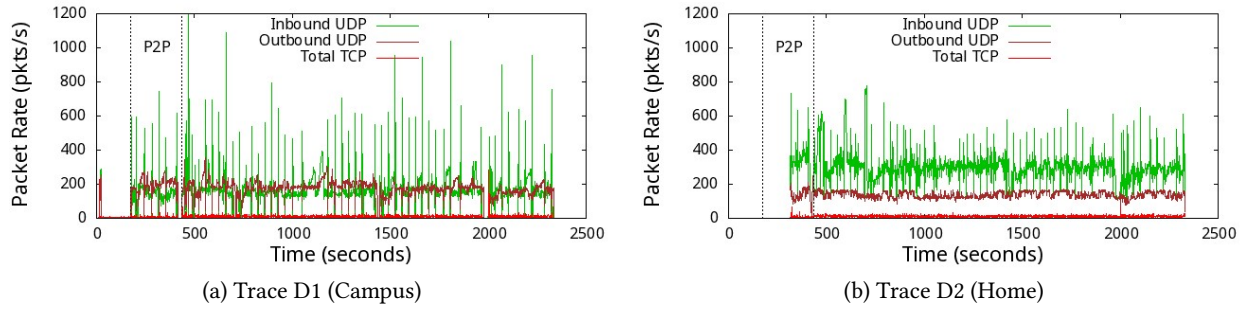 1200
1000
800
600
400
200
0
Packet Rate (pkts/s)
P2P
Inbound UDP
Outbound UDP
Total TCP
0 500 1000 1500 2000 2500
Time (seconds)
(a) Trace D1 (Campus)
1200
1000
800
600
400
200
0
Packet Rate (pkts/s)
P2P
Inbound UDP
Outbound UDP
Total TCP
0 500 1000 1500 2000 2500
Time (seconds)
(b) Trace D2 (Home)